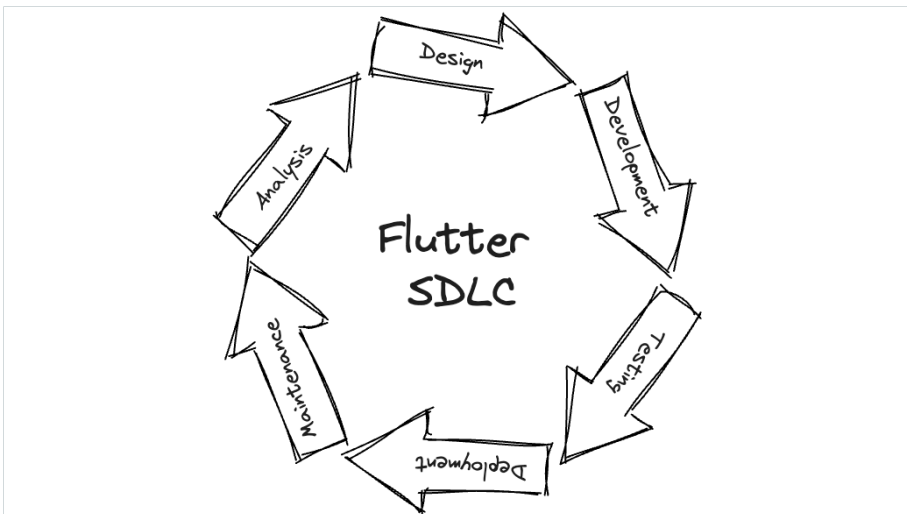 Design
Development
Analysis
Flutter
SDLC
Testing
Maintenance
Deployment